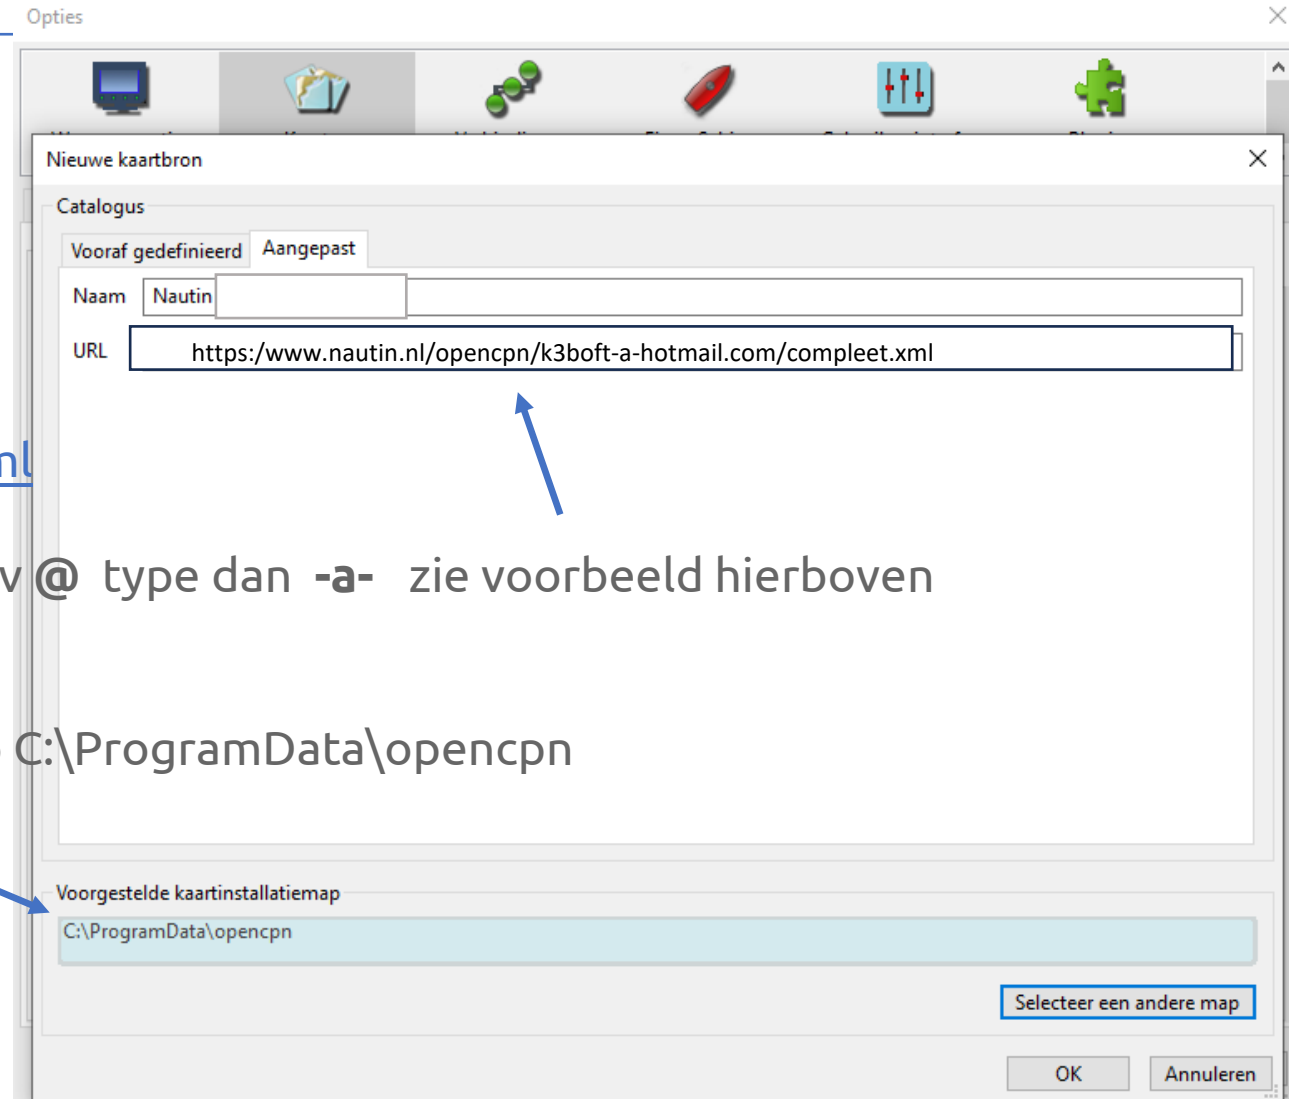 Opties
Nieuwe kaartbron
Catalogus
Vooraf gedefinieerd Aangepast
Naam Nautin
URL https:/www.nautin.nl/opencpn/k3boft-a-hotmail.com/compleet.xml
@ type dan -a- zie voorbeeld hierboven
C:\ProgramData\opencpn
Voorgestelde kaartinstallatiemap
C:\ProgramData\opencpn
Selecteer een andere map
OK Annuleren